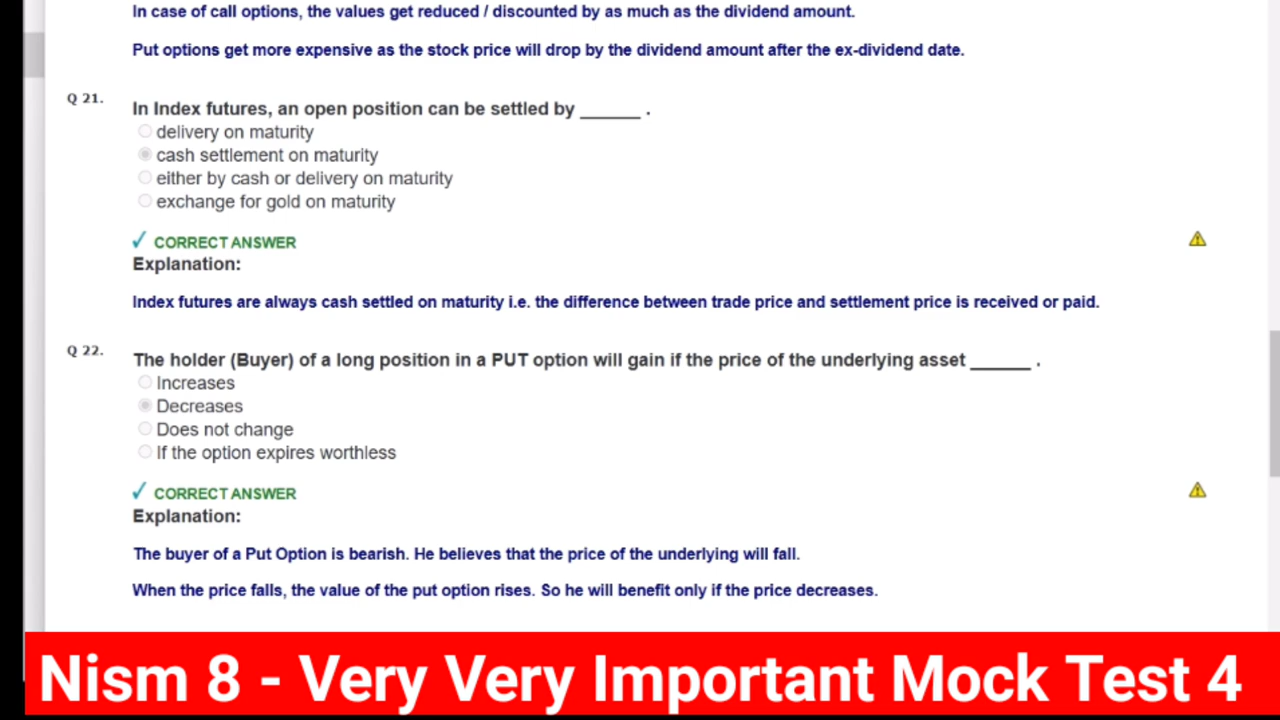 In case of call options, the values get reduced / discounted by as much as the dividend amount.
Put options get more expensive as the stock price will drop by the dividend amount after the ex-dividend date.
Q 21.
In Index futures, an open position can be settled by ______ .
delivery on maturity
cash settlement on maturity
either by cash or delivery on maturity
exchange for gold on maturity
✓ CORRECT ANSWER
Explanation:
Index futures are always cash settled on maturity i.e. the difference between trade price and settlement price is received or paid.
Q 22.
The holder (Buyer) of a long position in a PUT option will gain if the price of the underlying asset ______ .
Increases
Decreases
Does not change
If the option expires worthless
✓ CORRECT ANSWER
Explanation:
The buyer of a Put Option is bearish. He believes that the price of the underlying will fall.
When the price falls, the value of the put option rises. So he will benefit only if the price decreases.
Nism 8 - Very Very Important Mock Test 4